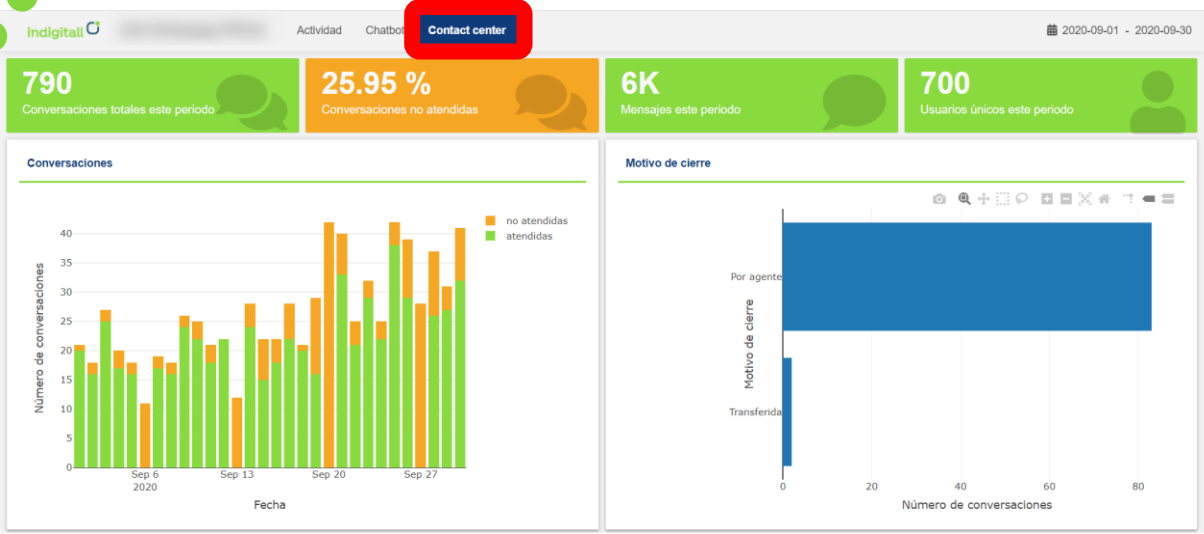 indigitall
Actividad Chatbot Contact center
2020-09-01 - 2020-09-30
790
Conversaciones totales este periodo
25.95 %
Conversaciones no atendidas
6K
Mensajes este periodo
700
Usuarios únicos este periodo
Conversaciones
no atendidas
atendidas
Número de conversaciones
40
35
30
25
20
15
10
5
0
Sep 6 Sep 13 Sep 20 Sep 27
2020
Fecha
Motivo de cierre
Motivo de cierre
Por agente
Transferida
0 20 40 60 80
Número de conversaciones